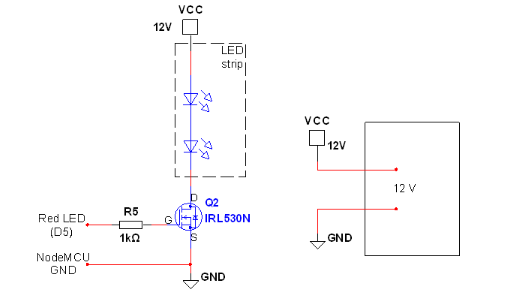 VCC
12V
LED
strip
D
Q2
IRL530N
G
S
R5
1kΩ
Red LED
(D5)
NodeMCU
GND
GND
VCC
12V
12 V
GND